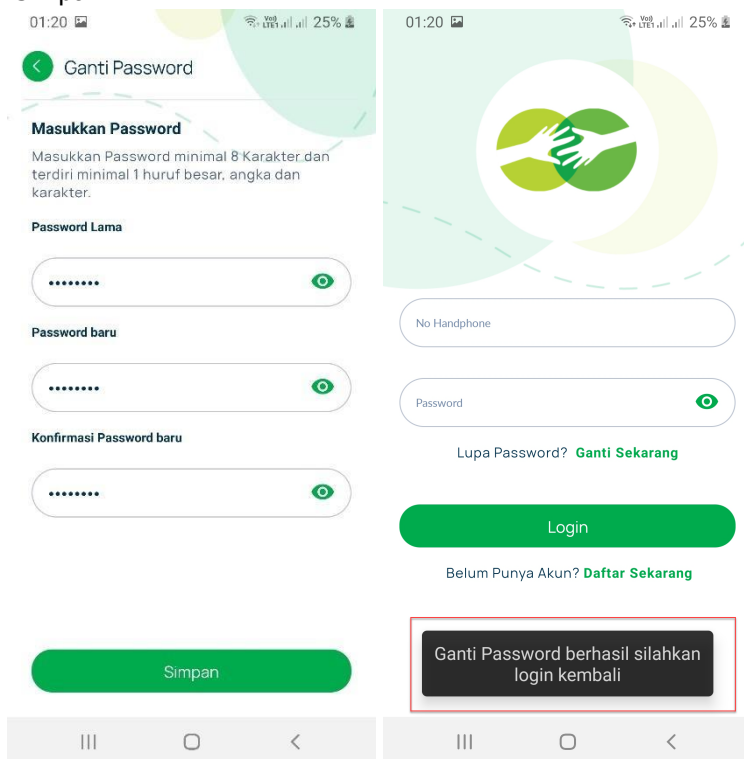 01:20
25%
Ganti Password
Masukkan Password
Masukkan Password minimal 8 Karakter dan
terdiri minimal 1 huruf besar, angka dan
karakter.
Password Lama
Password baru
Konfirmasi Password baru
Simpan
01:20
25%
No Handphone
Password
Lupa Password? Ganti Sekarang
Login
Belum Punya Akun? Daftar Sekarang
Ganti Password berhasil silahkan
login kembali